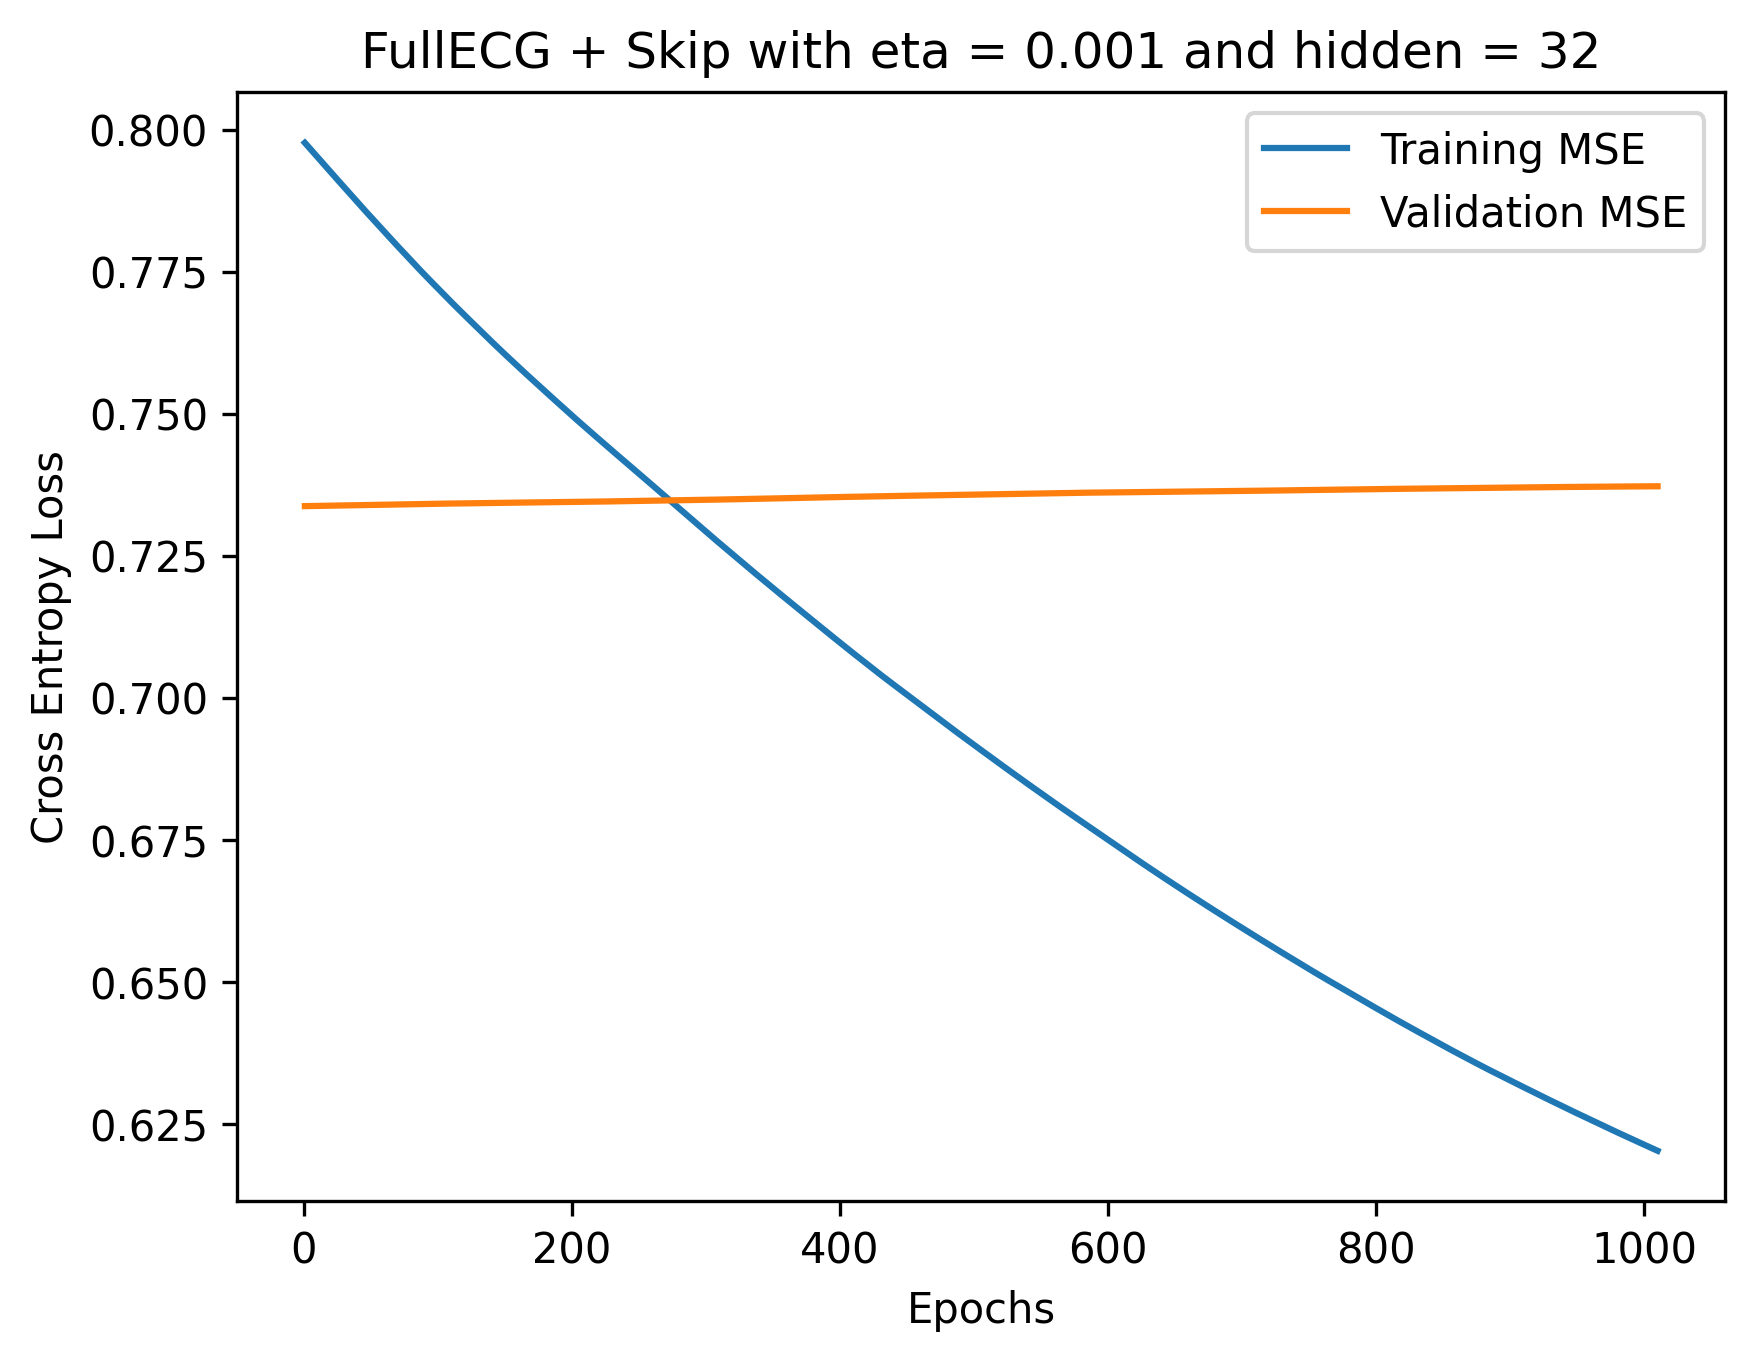 FullECG + Skip with eta = 0.001 and hidden = 32
Training MSE
Validation MSE
Cross Entropy Loss
0.800
0.775
0.750
0.725
0.700
0.675
0.650
0.625
0
200
400
600
800
1000
Epochs